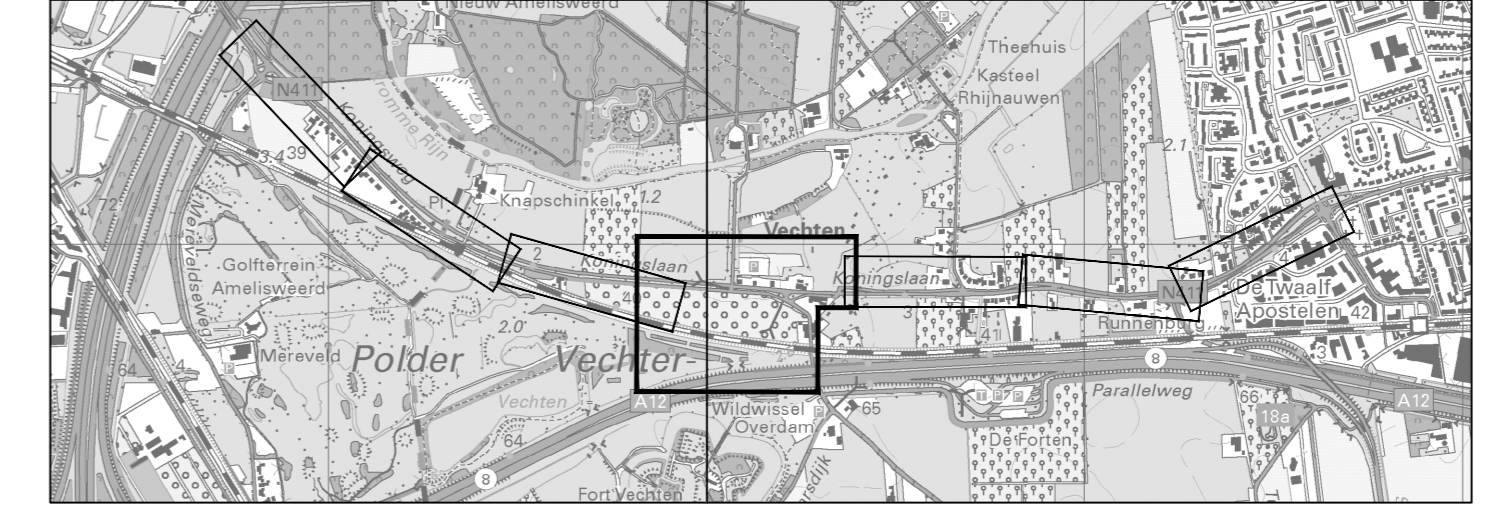 Nieuw Amelisweerd
P
Theehuis
Kasteel
Rhijnauwen
N411
Koningsweg
Kromme Rijn
3.4
39
2.1
72
Pl
Knapschinkel
1.2
Vechten
Mereveldseweg
Golfterrein
Amelisweerd
2
Koningslaan
P
Koningslaan
40
N411
4
De Twaalf
Apostelen
42
3
41
Runnenburg
2.0
Mereveld
P
Polder
Vechter-
8
3
64
4
Parallelweg
Vechten
A12
Wildwissel
Overdam
P
65
T P P
66
18a
A12
64
De Forten
8
Fort Vechten